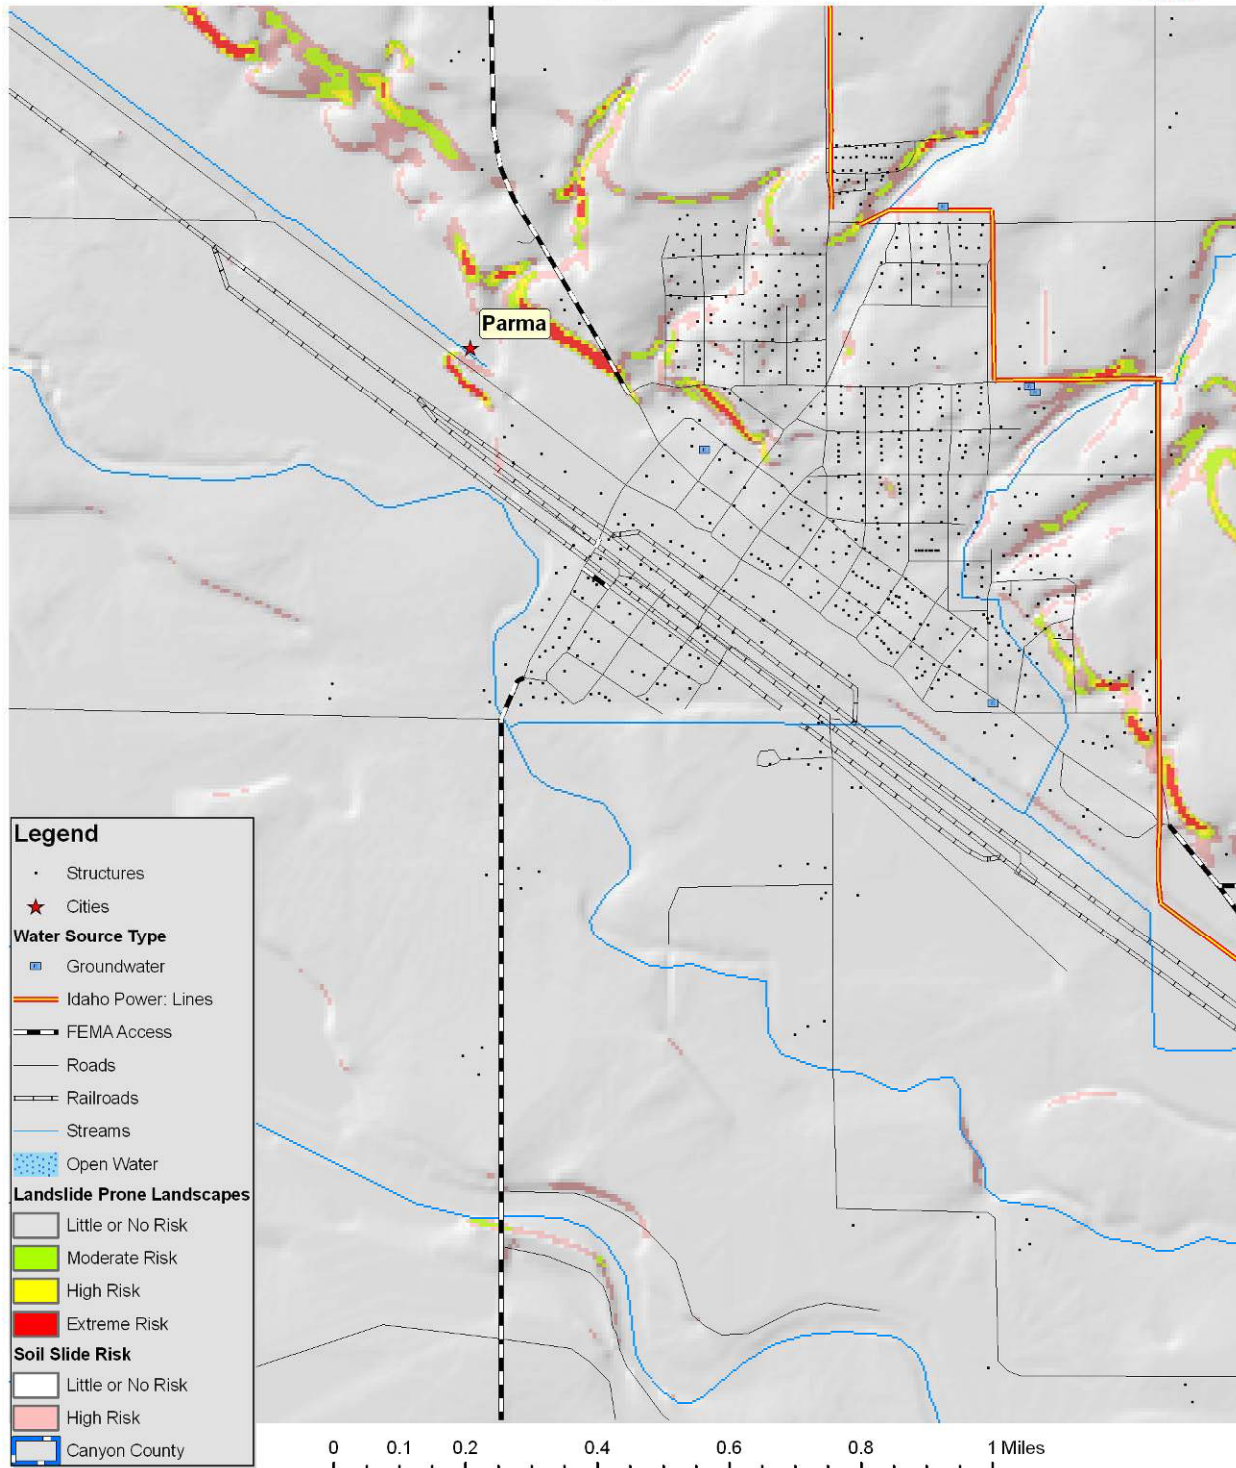 Parma
Legend
Structures
Cities
Water Source Type
Groundwater
Idaho Power: Lines
FEMA Access
Roads
Railroads
Streams
Open Water
Landslide Prone Landscapes
Little or No Risk
Moderate Risk
High Risk
Extreme Risk
Soil Slide Risk
Little or No Risk
High Risk
Canyon County
0 0.1 0.2 0.4 0.6 0.8 1 Miles